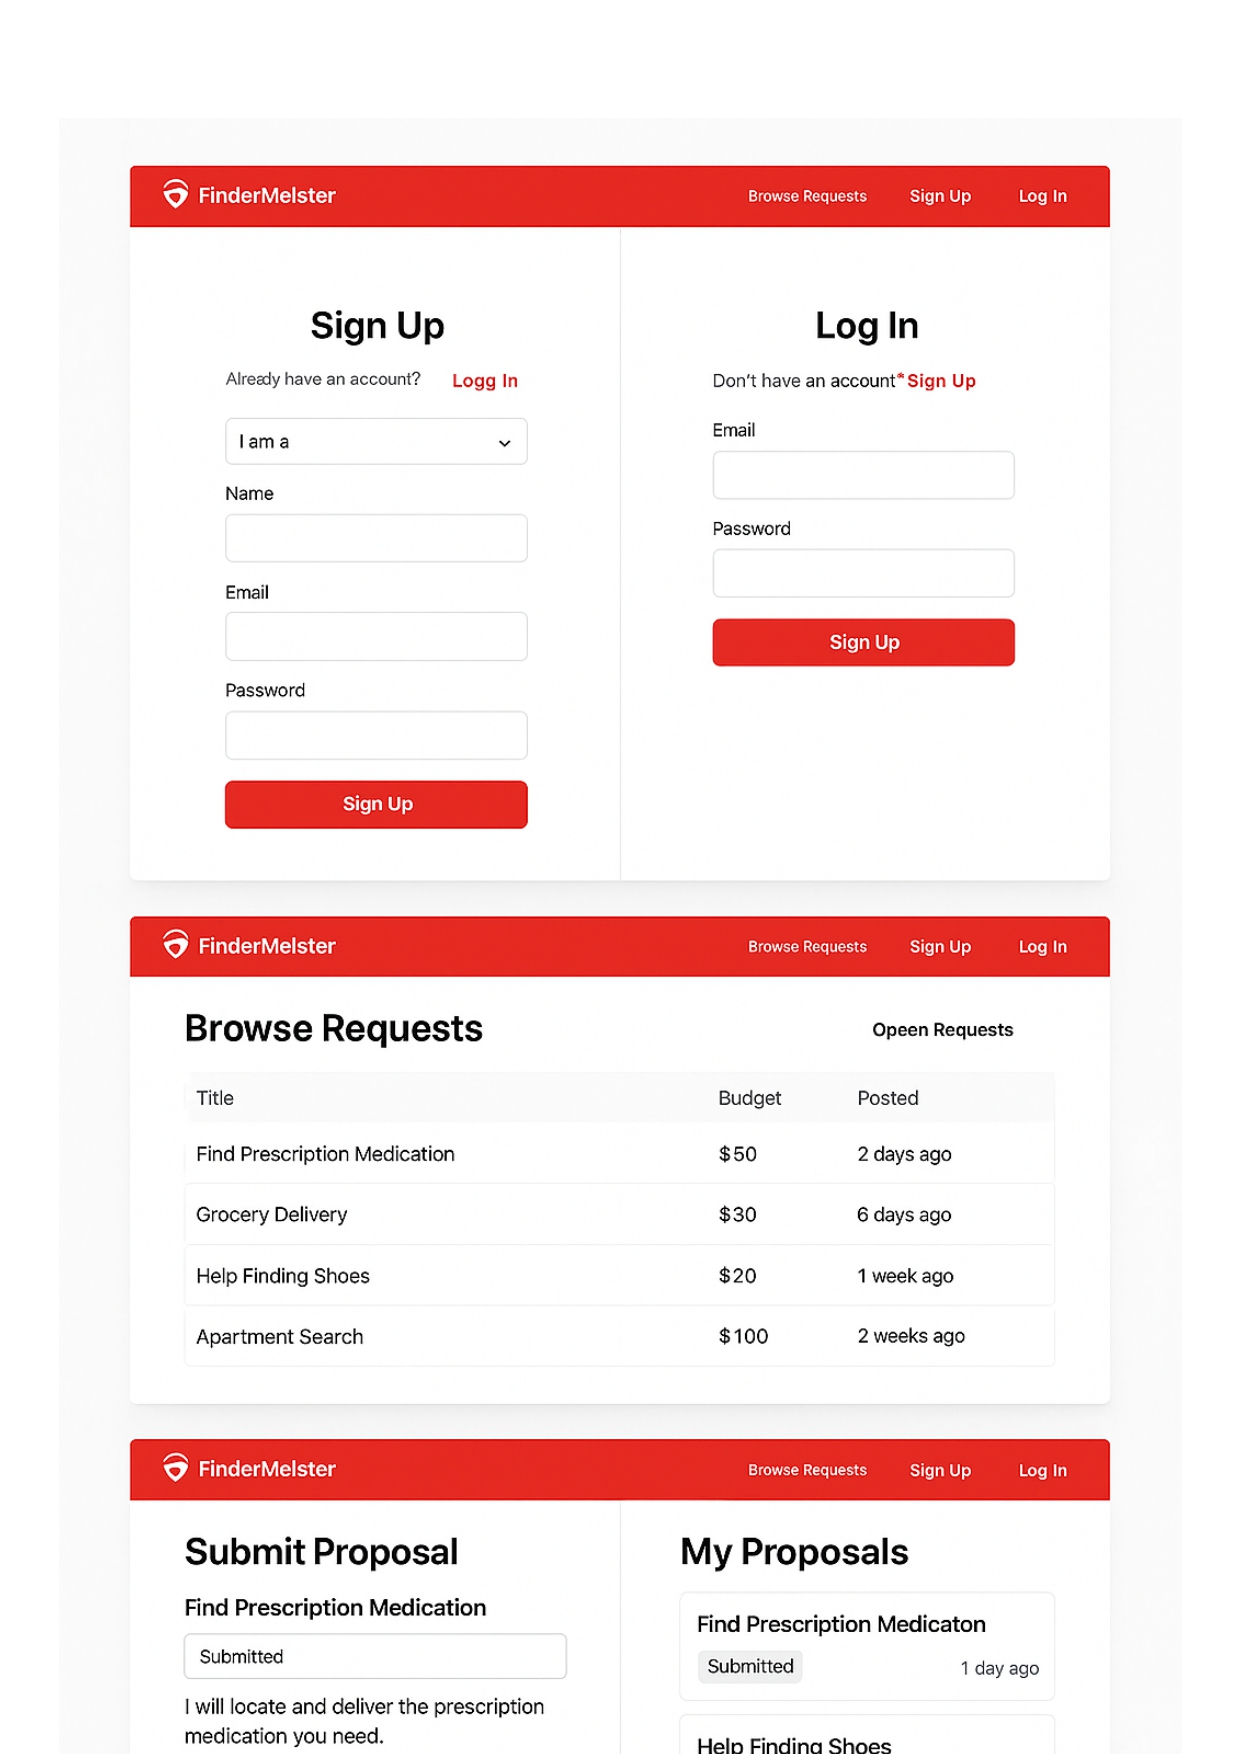 FinderMelster Browse Requests Sign Up Log In
Sign Up
Already have an account? Logg In
I am a
Name
Email
Password
Sign Up
Log In
Don't have an account* Sign Up
Email
Password
Sign Up
FinderMelster Browse Requests Sign Up Log In
Browse Requests Opeen Requests
Title Budget Posted
Find Prescription Medication $50 2 days ago
Grocery Delivery $30 6 days ago
Help Finding Shoes $20 1 week ago
Apartment Search $100 2 weeks ago
FinderMelster Browse Requests Sign Up Log In
Submit Proposal
Find Prescription Medication
Submitted
I will locate and deliver the prescription
medication you need.
My Proposals
Find Prescription Medicaton
Submitted 1 day ago
Help Finding Shoes